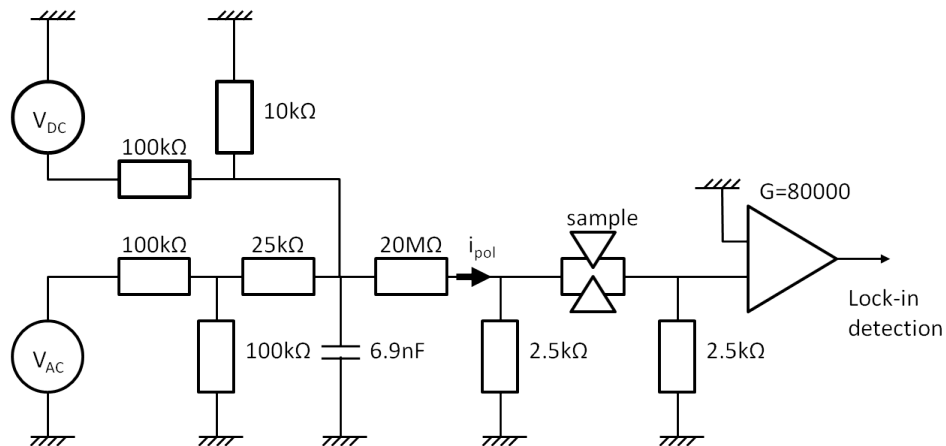 V_DC
10kΩ
100kΩ
G=80000
sample
100kΩ
25kΩ
20MΩ
i_pol
Lock-in
detection
V_AC
100kΩ
6.9nF
2.5kΩ
2.5kΩ